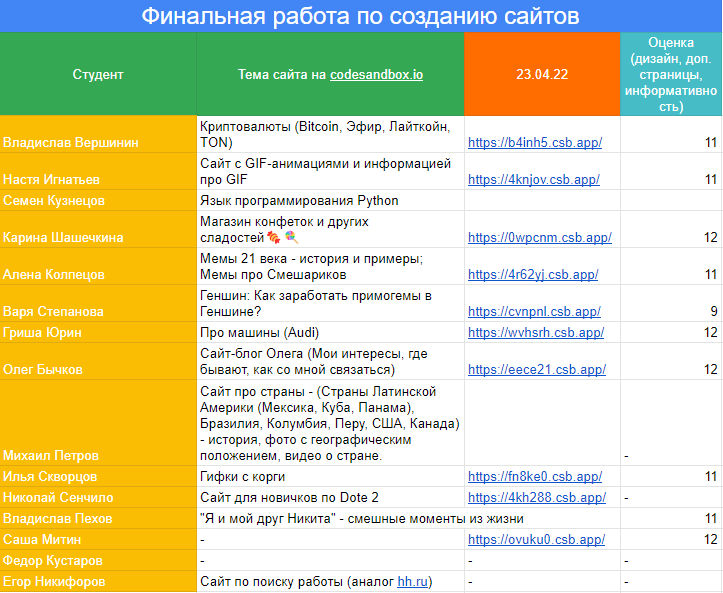 Финальная работа по созданию сайтов
Студент
Тема сайта на codesandbox.io
23.04.22
Оценка
(дизайн, доп.
страницы,
информативно
сть)
Владислав Вершинин
Криптовалюты (Bitcoin, Эфир, Лайткойн,
TON)
https://b4inh5.csb.app/
11
Настя Игнатьев
Сайт с GIF-анимациями и информацией
про GIF
https://4knjov.csb.app/
11
Семен Кузнецов
Язык программирования Python
Карина Шашечкина
Магазин конфеток и других
сладостей🍬🍭
https://0wpcnm.csb.app/
12
Алена Колпецов
Мемы 21 века - история и примеры;
Мемы про Смешариков
https://4r62yj.csb.app/
11
Варя Степанова
Геншин: Как заработать примогемы в
Геншине?
https://cvnpnl.csb.app/
9
Гриша Юрин
Про машины (Audi)
https://wvhsrh.csb.app/
12
Олег Бычков
Сайт-блог Олега (Мои интересы, где
бывают, как со мной связаться)
https://eece21.csb.app/
12
Михаил Петров
Сайт про страны - (Страны Латинской
Америки (Мексика, Куба, Панама),
Бразилия, Колумбия, Перу, США, Канада)
- история, фото с географическим
положением, видео о стране.
-
Илья Скворцов
Гифки с корги
https://fn8ke0.csb.app/
11
Николай Сенчило
Сайт для новичков по Dote 2
https://4kh288.csb.app/
-
Владислав Пехов
"Я и мой друг Никита" - смешные моменты из жизни
11
Саша Митин
-
https://ovuku0.csb.app/
12
Федор Кустаров
-
-
-
Егор Никифоров
Сайт по поиску работы (аналог hh.ru)
-
-